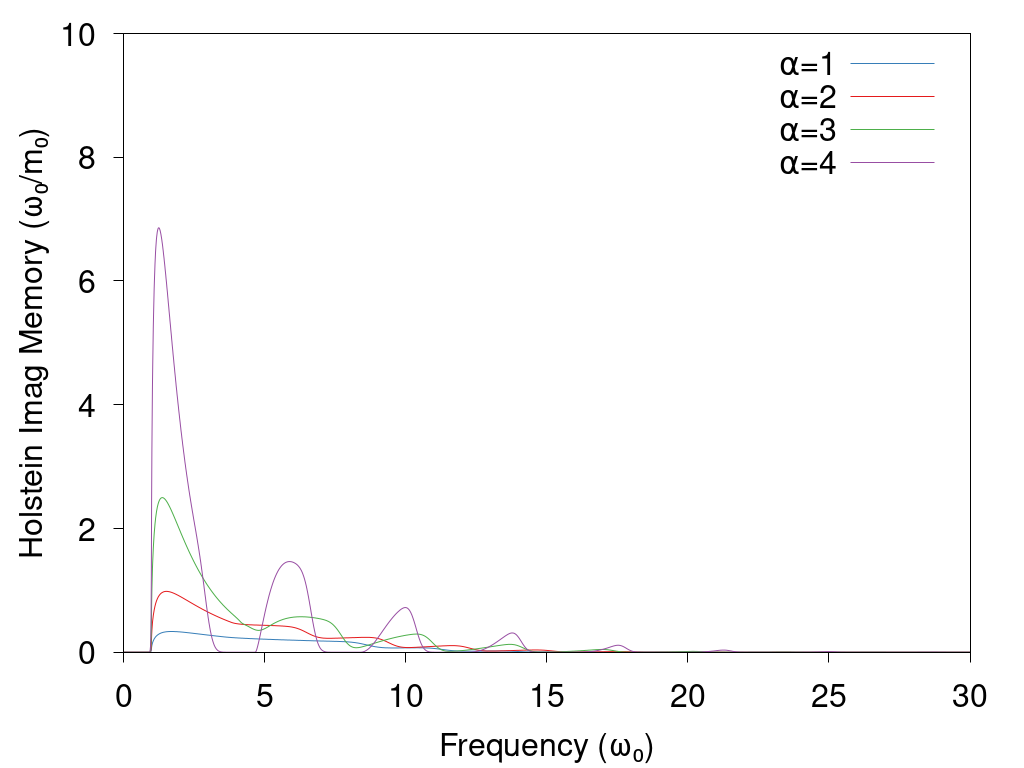 10
8
6
4
2
0
0 5 10 15 20 25 30
Holstein Imag Memory (ω₀/m₀)
Frequency (ω₀)
α=1
α=2
α=3
α=4